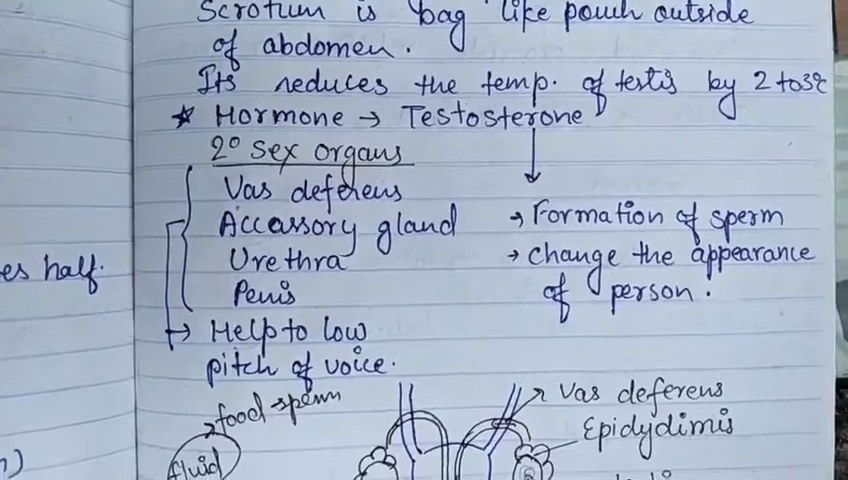 Scrotum is bag like pouch outside
of abdomen.
Its reduces the temp. of testis by 2 to3°c
★ Hormone → Testosterone
2° sex organs
Vas deferens
Accassory gland
Urethra
Penis
→ Formation of sperm
→ change the appearance
of person.
→ Help to low
pitch of voice.
es half.
→ food → sperm
fluid
Vas deferens
Epidydimis